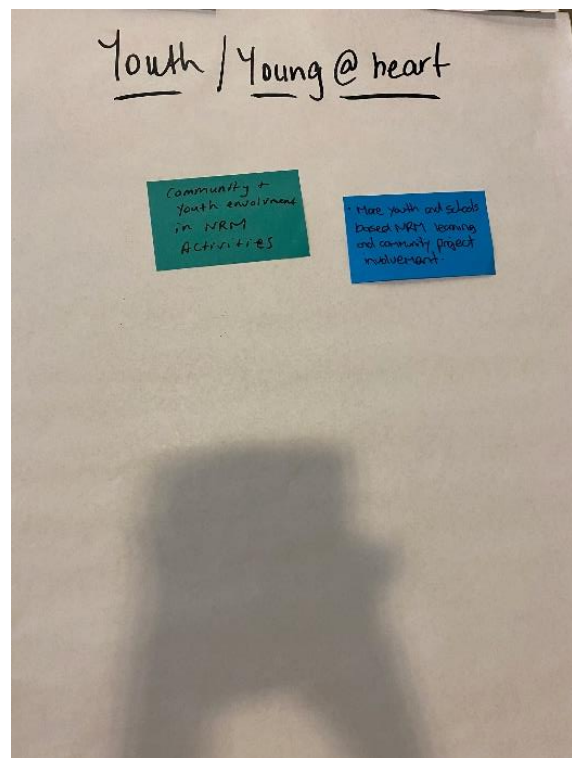 Youth / Young @ heart
Community +
Youth envolvment
in NRM
Activities
• More youth and schools
based NRM learning
and community project
involvement.